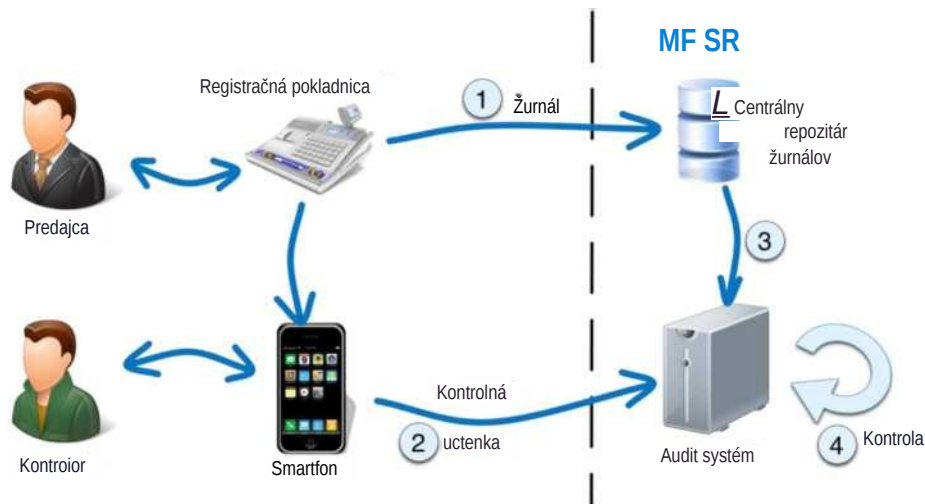 MF SR
Registračná pokladnica
1
Žurnál
L Centrálny
repozitár
žurnálov
Predajca
3
Kontrolná
2
uctenka
Kontroior
Smartfon
Audit systém
4
Kontrola